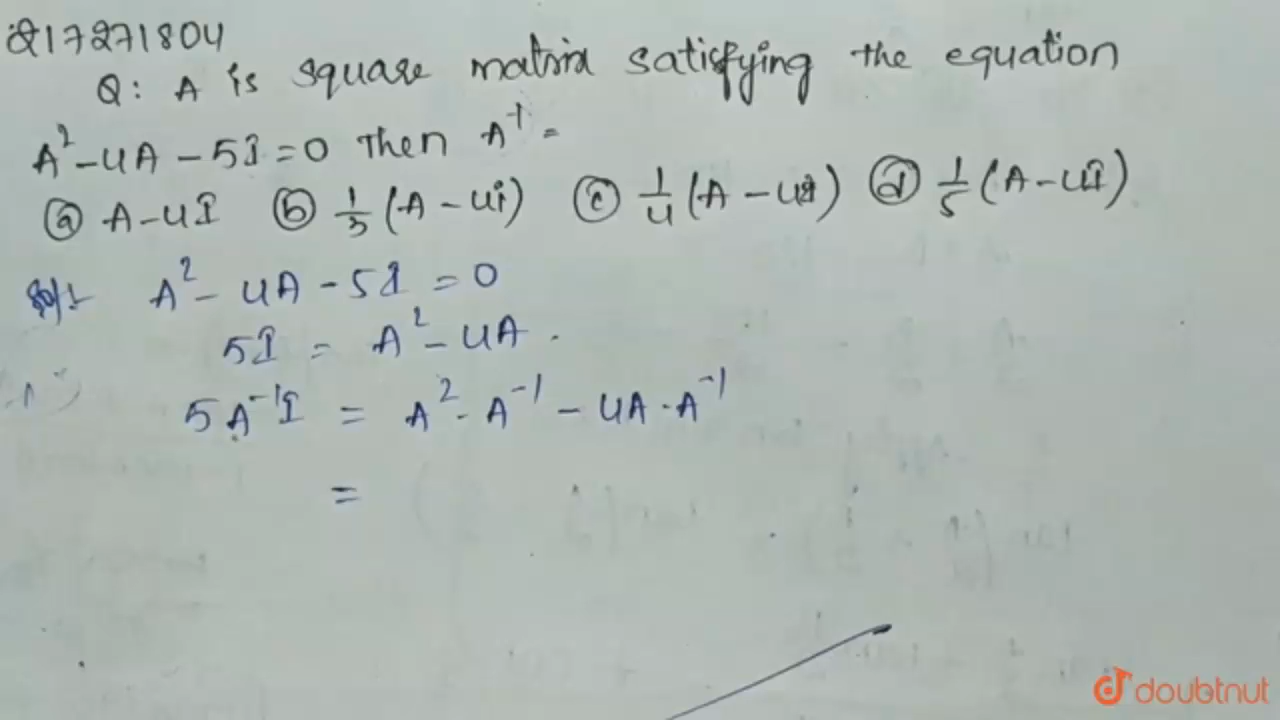 Q17271804
Q: A is square matrix satisfying the equation
A² - 4A - 5I = 0 Then A⁻¹ =
ⓐ A - 4I ⓑ 1/3 (A - 4I) ⓒ 1/4 (A - 4I) ⓓ 1/5 (A - 4I)
Sol:- A² - 4A - 5I = 0
5I = A² - 4A.
5A⁻¹I = A² · A⁻¹ - 4A · A⁻¹
=
doubtnut